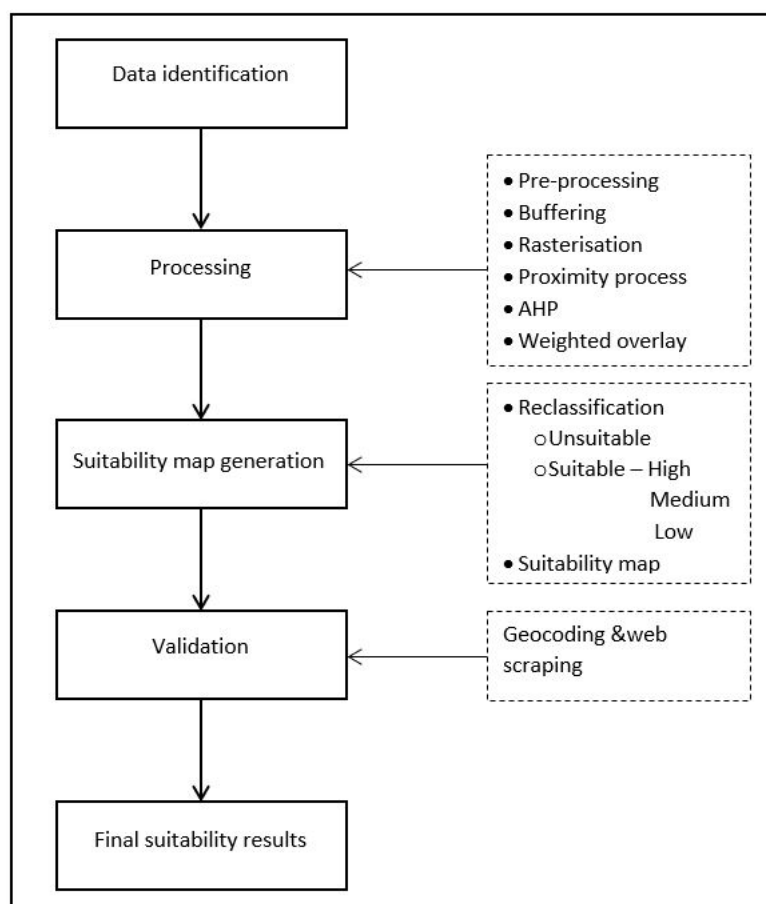 Data identification
Processing
• Pre-processing
• Buffering
• Rasterisation
• Proximity process
• AHP
• Weighted overlay
Suitability map generation
• Reclassification
o Unsuitable
o Suitable – High
Medium
Low
• Suitability map
Validation
Geocoding &web
scraping
Final suitability results